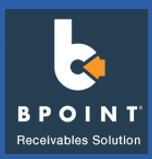 BPOINT
Receivables Solution